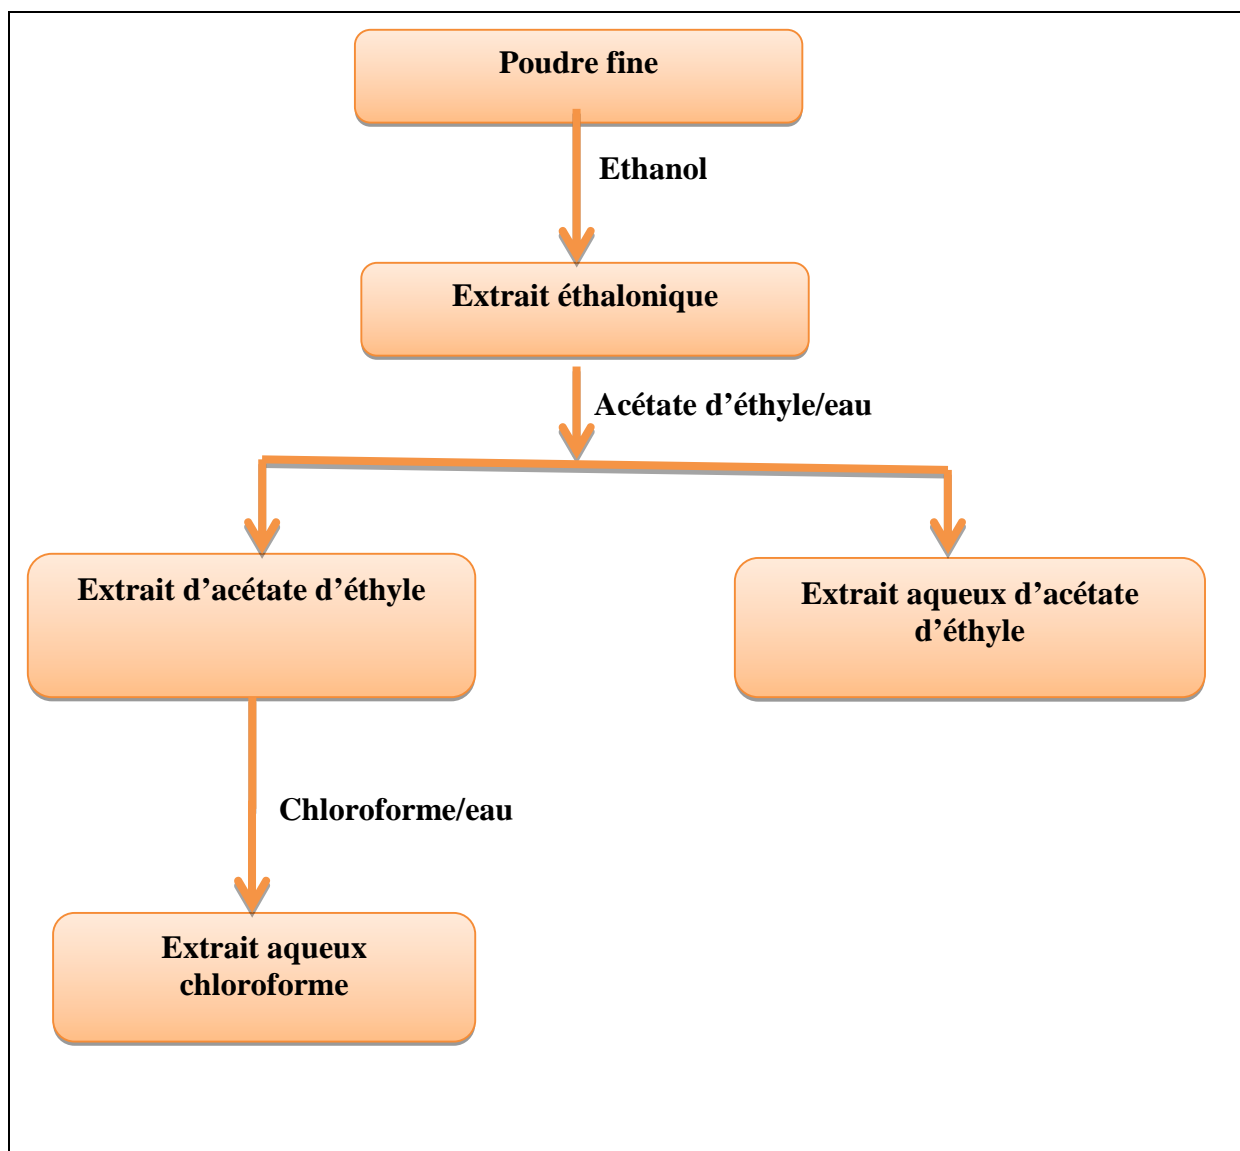 Poudre fine
Ethanol
Extrait éthalonique
Acétate d’éthyle/eau
Extrait d’acétate d’éthyle
Extrait aqueux d’acétate
d’éthyle
Chloroforme/eau
Extrait aqueux
chloroforme